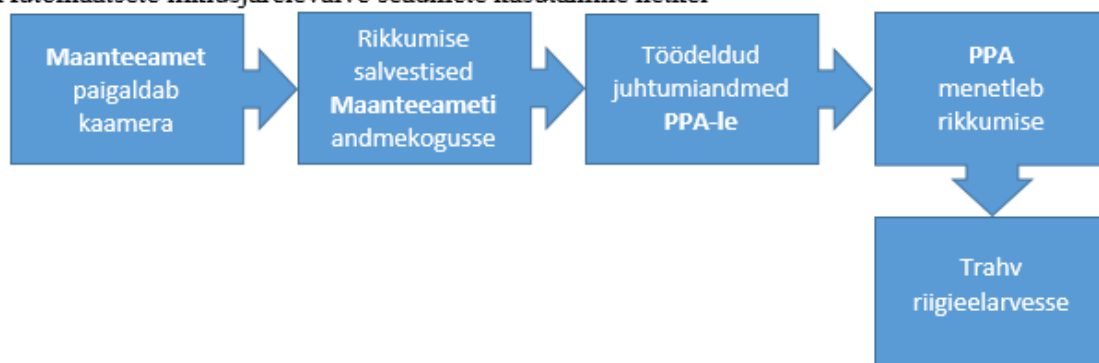 Maanteeamet
paigaldab
kaamera
Rikkumise
salvestised
Maanteeameti
andmekogusse
Töödeldud
juhtumiandmed
PPA-le
PPA
menetleb
rikkumise
Trahv
riigieelarvesse